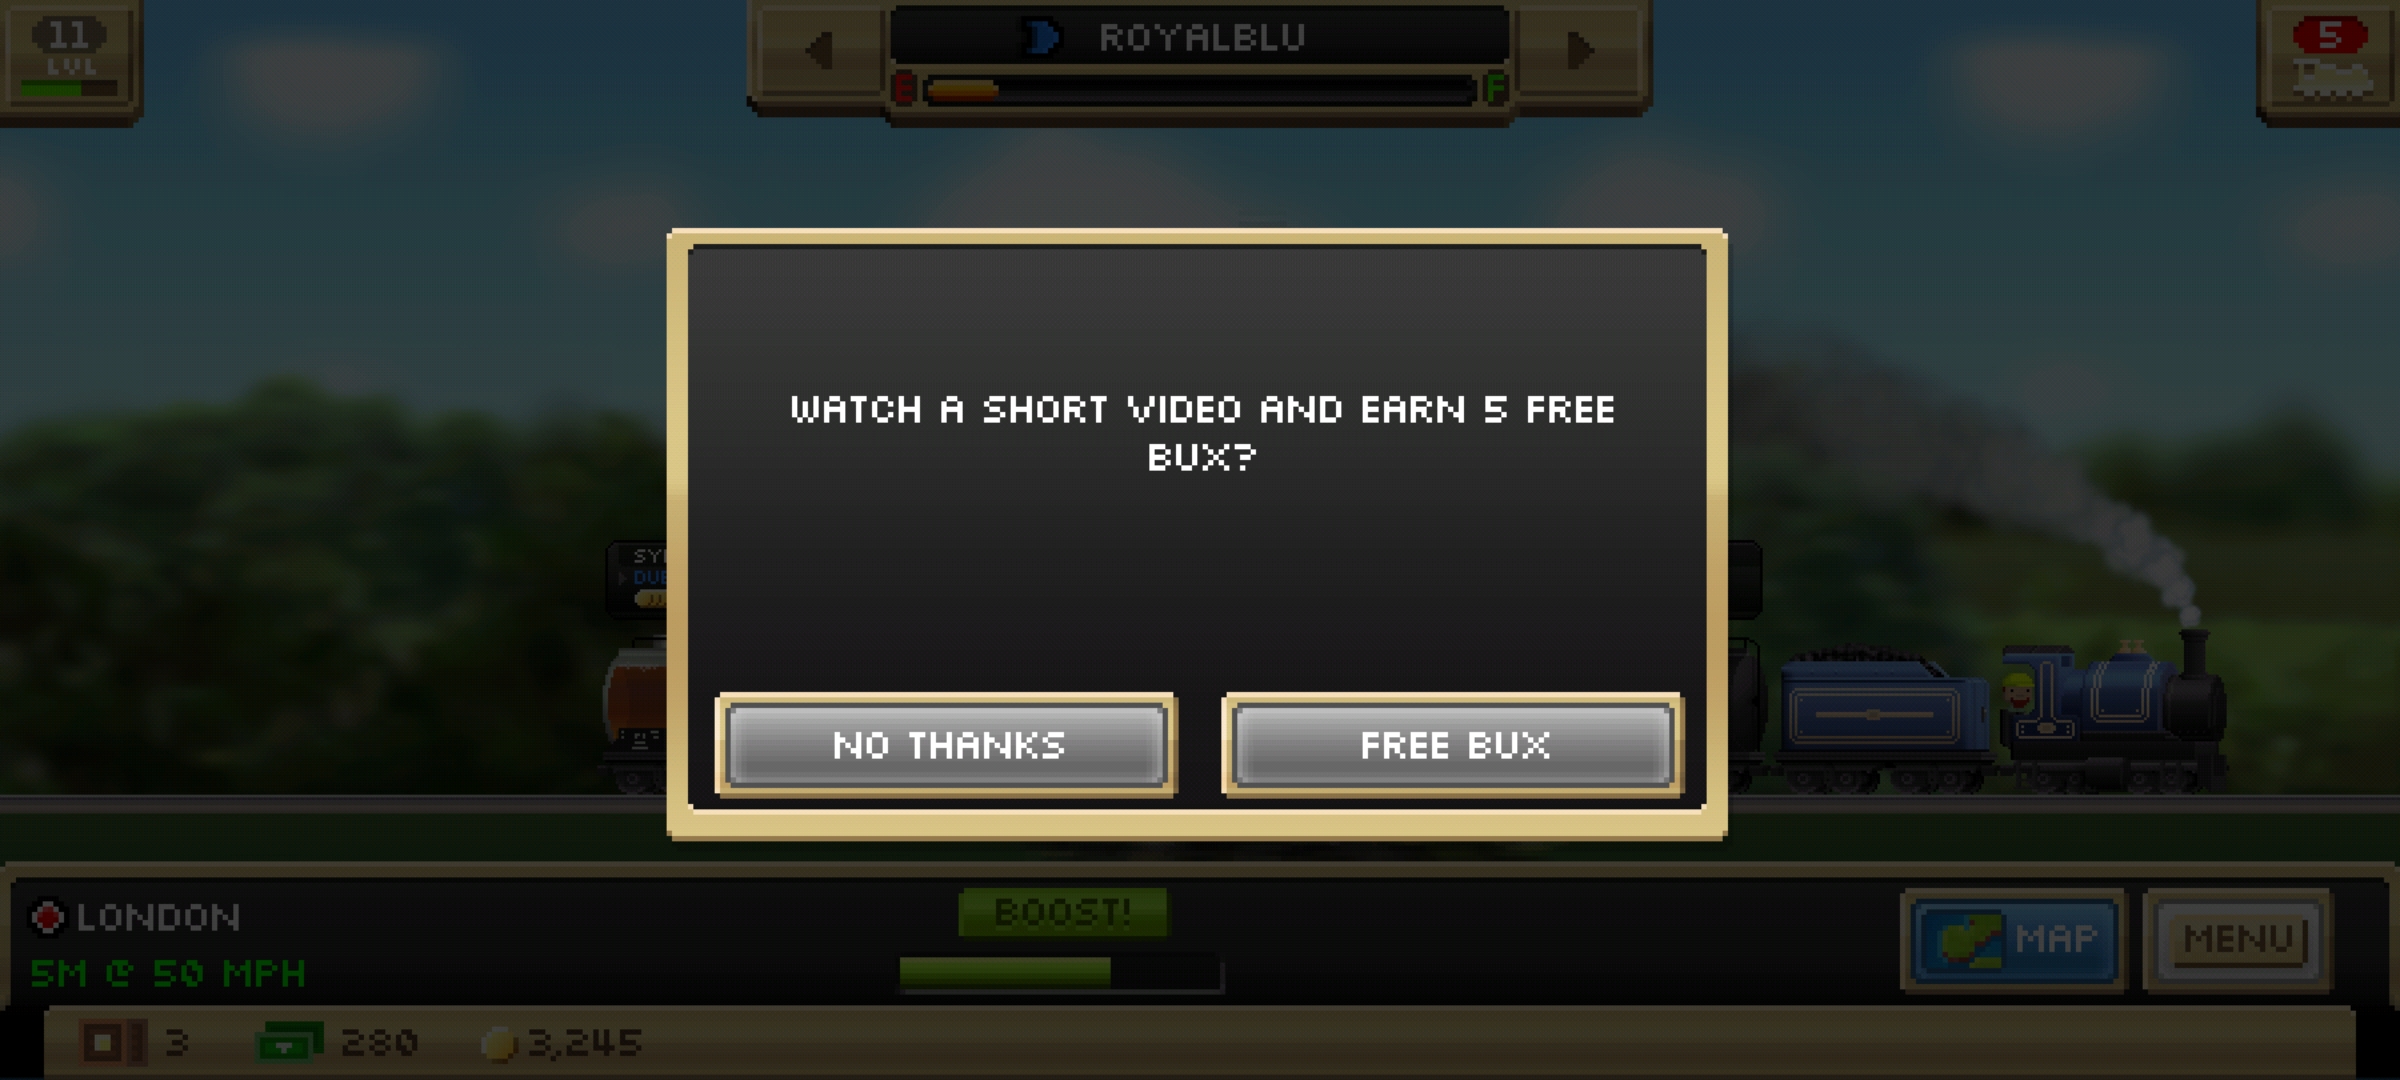 11
LVL
ROYALBLU
E F
5
WATCH A SHORT VIDEO AND EARN 5 FREE
BUX?
NO THANKS
FREE BUX
LONDON
5M @ 50 MPH
BOOST!
MAP
MENU
3
280
3,245